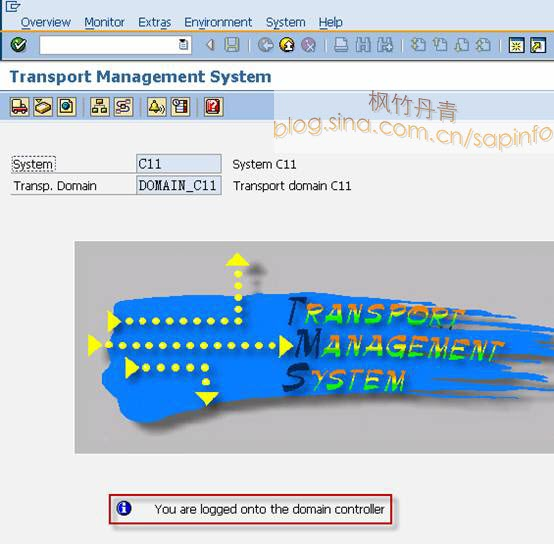 Overview Monitor Extras Environment System Help
Transport Management System
枫竹丹青
blog.sina.com.cn/sapinfo
System C11 System C11
Transp. Domain DOMAIN_C11 Transport domain C11
TRANSPORT
MANAGEMENT
SYSTEM
You are logged onto the domain controller